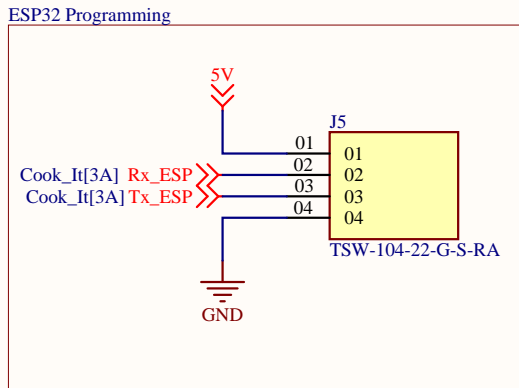 ESP32 Programming
5V
J5
01 01
Cook_It[3A] Rx_ESP 02 02
Cook_It[3A] Tx_ESP 03 03
04 04
TSW-104-22-G-S-RA
GND